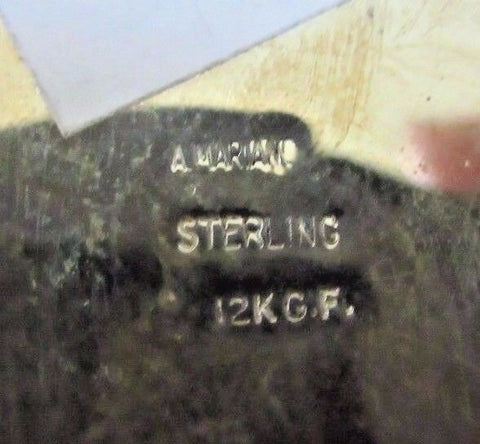 A. MARIANI
STERLING
12K G.F.